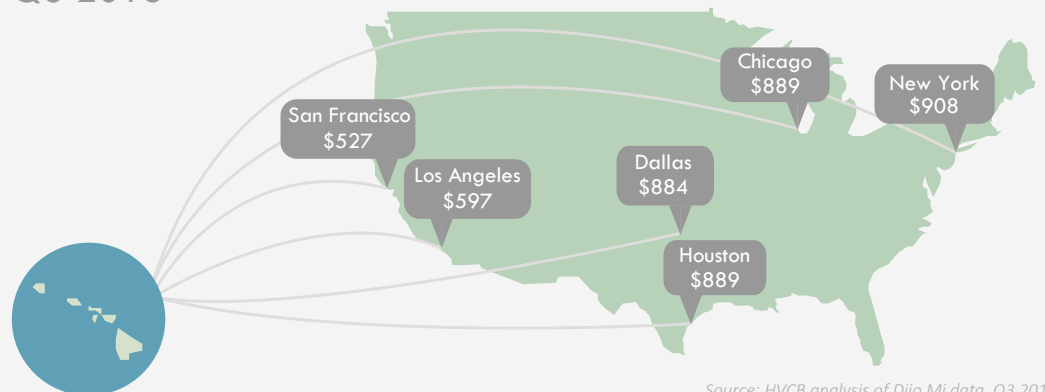 Chicago
$889
New York
$908
San Francisco
$527
Los Angeles
$597
Dallas
$884
Houston
$889
Source: HVCB analysis of Diio Mi data, Q3